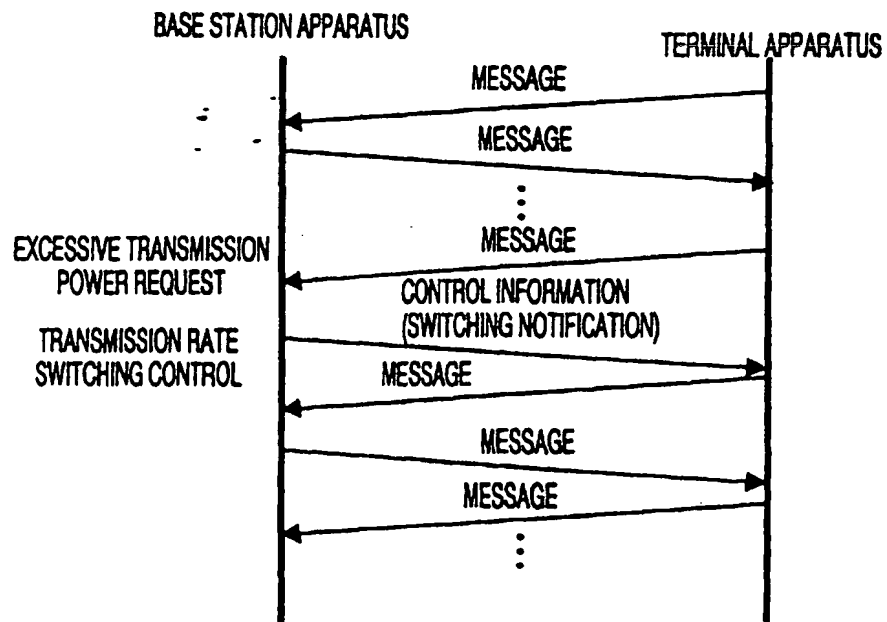 BASE STATION APPARATUS
TERMINAL APPARATUS
MESSAGE
MESSAGE
MESSAGE
EXCESSIVE TRANSMISSION
POWER REQUEST
CONTROL INFORMATION
(SWITCHING NOTIFICATION)
TRANSMISSION RATE
SWITCHING CONTROL
MESSAGE
MESSAGE
MESSAGE